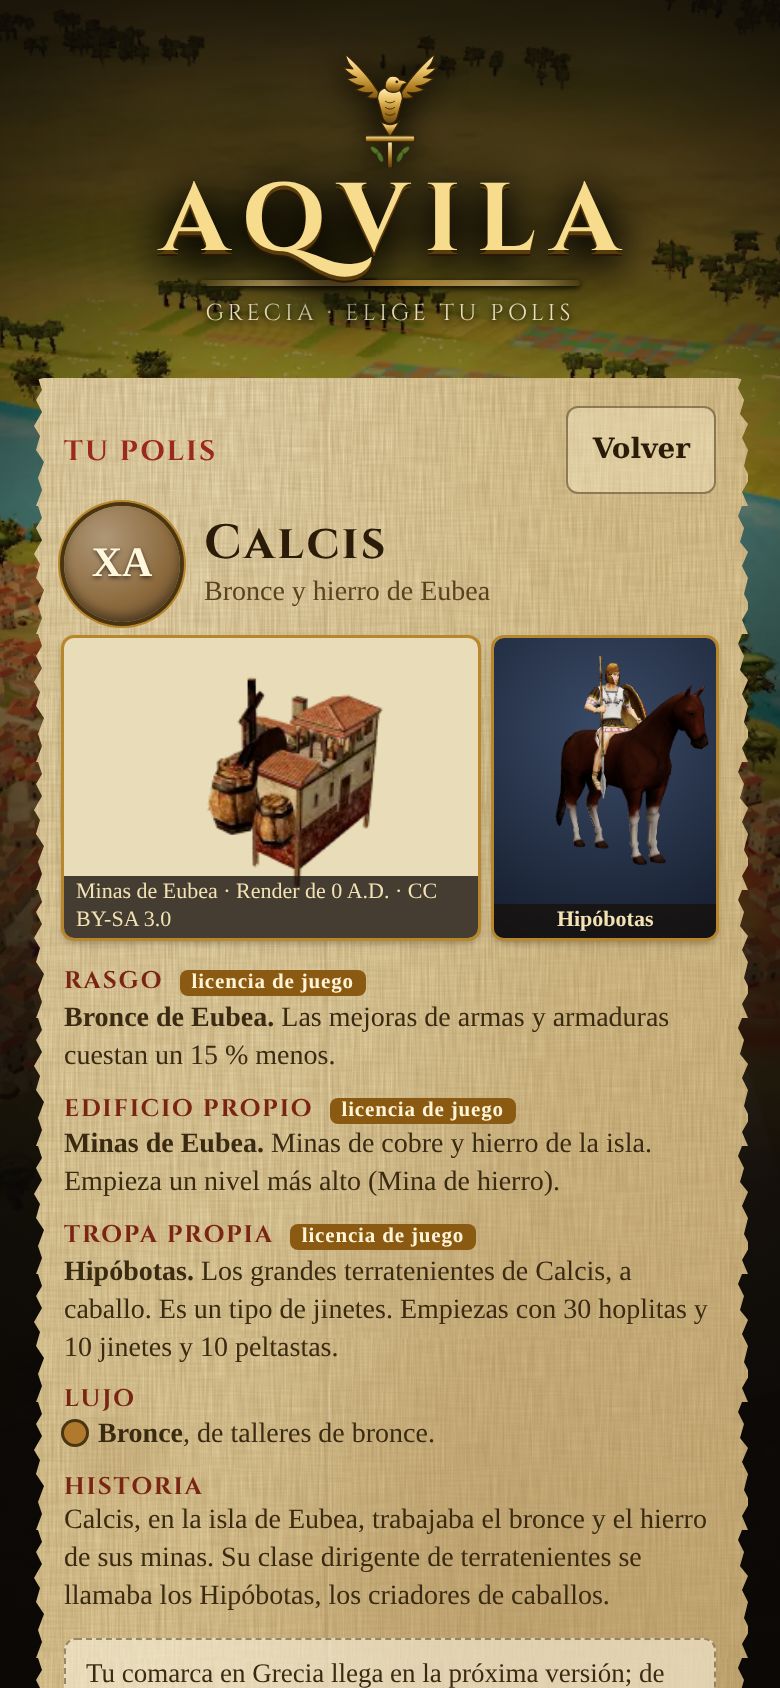 AQVILA
GRECIA · ELIGE TU POLIS
TU POLIS
Volver
XA
CALCIS
Bronce y hierro de Eubea
Minas de Eubea · Render de 0 A.D. · CC
BY-SA 3.0
Hipóbotas
RASGO licencia de juego
Bronce de Eubea. Las mejoras de armas y armaduras
cuestan un 15 % menos.
EDIFICIO PROPIO licencia de juego
Minas de Eubea. Minas de cobre y hierro de la isla.
Empieza un nivel más alto (Mina de hierro).
TROPA PROPIA licencia de juego
Hipóbotas. Los grandes terratenientes de Calcis, a
caballo. Es un tipo de jinetes. Empiezas con 30 hoplitas y
10 jinetes y 10 peltastas.
LUJO
Bronce, de talleres de bronce.
HISTORIA
Calcis, en la isla de Eubea, trabajaba el bronce y el hierro
de sus minas. Su clase dirigente de terratenientes se
llamaba los Hipóbotas, los criadores de caballos.
Tu comarca en Grecia llega en la próxima versión; de